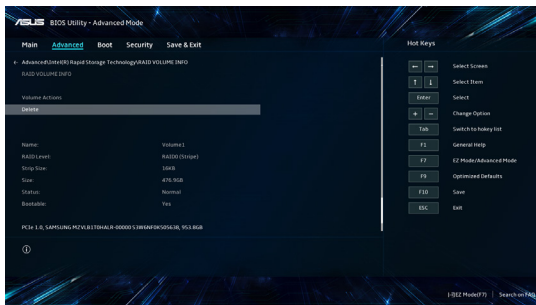 ASUS BIOS Utility - Advanced Mode
Main Advanced Boot Security Save & Exit
Hot Keys
← Advanced\Intel(R) Rapid Storage Technology\RAID VOLUME INFO
RAID VOLUME INFO
Volume Actions
Delete
Name: Volume1
RAID Level: RAID0 (Stripe)
Strip Size: 16KB
Size: 476.9GB
Status: Normal
Bootable: Yes
PCIe 1.0, SAMSUNG MZVLB1T0HALR-00000 S3W6NF0K505638, 953.8GB
← → Select Screen
↑ ↓ Select Item
Enter Select
+ - Change Option
Tab Switch to hokey list
F1 General Help
F7 EZ Mode/Advanced Mode
F9 Optimized Defaults
F10 Save
ESC Exit
EZ Mode(F7) | Search on FAQ